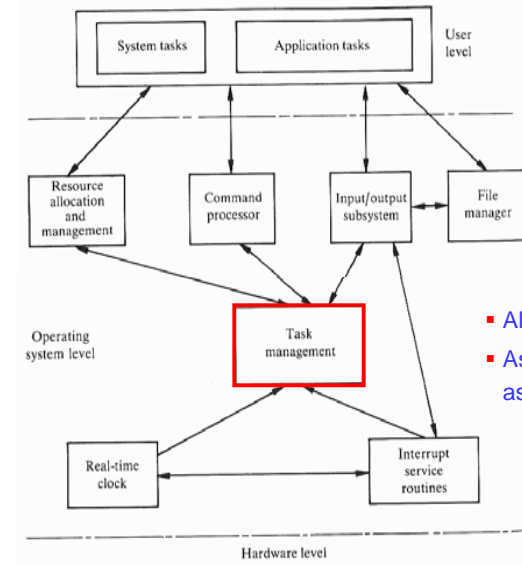 System tasks
Application tasks
User
level
Resource
allocation
and
management
Command
processor
Input/output
subsystem
File
manager
Operating
system level
Task
management
Real-time
clock
Interrupt
service
routines
Hardware level